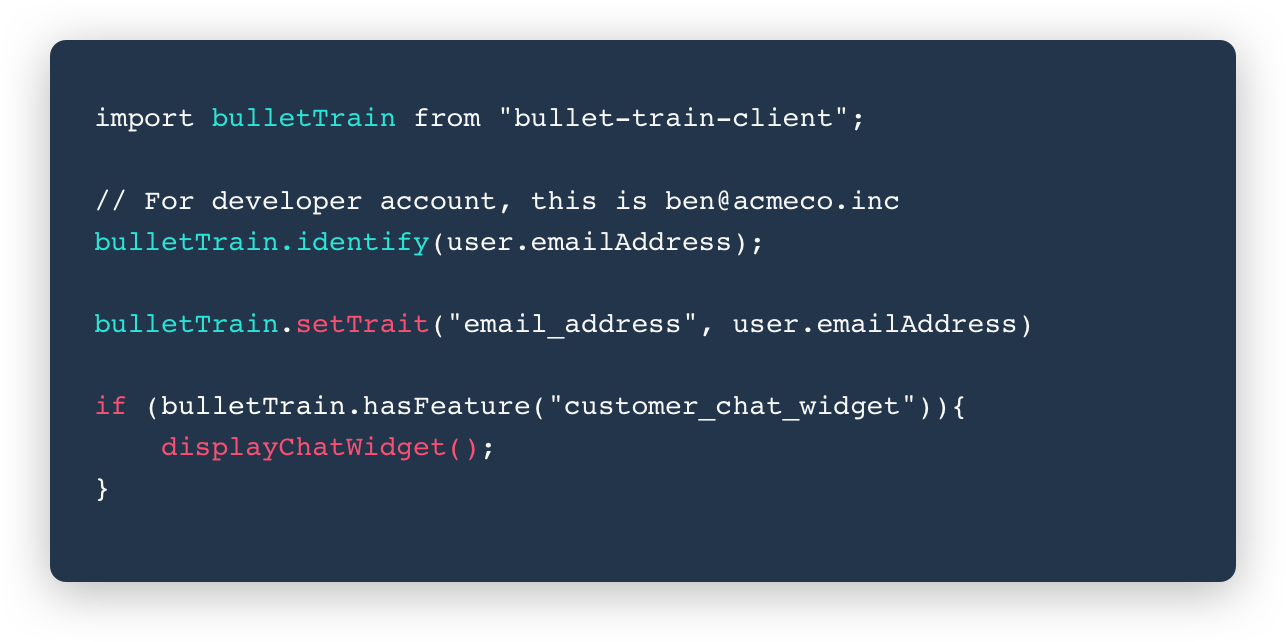 import bulletTrain from "bullet-train-client";
// For developer account, this is ben@acmeco.inc
bulletTrain.identify(user.emailAddress);
bulletTrain.setTrait("email_address", user.emailAddress)
if (bulletTrain.hasFeature("customer_chat_widget")){
    displayChatWidget();
}